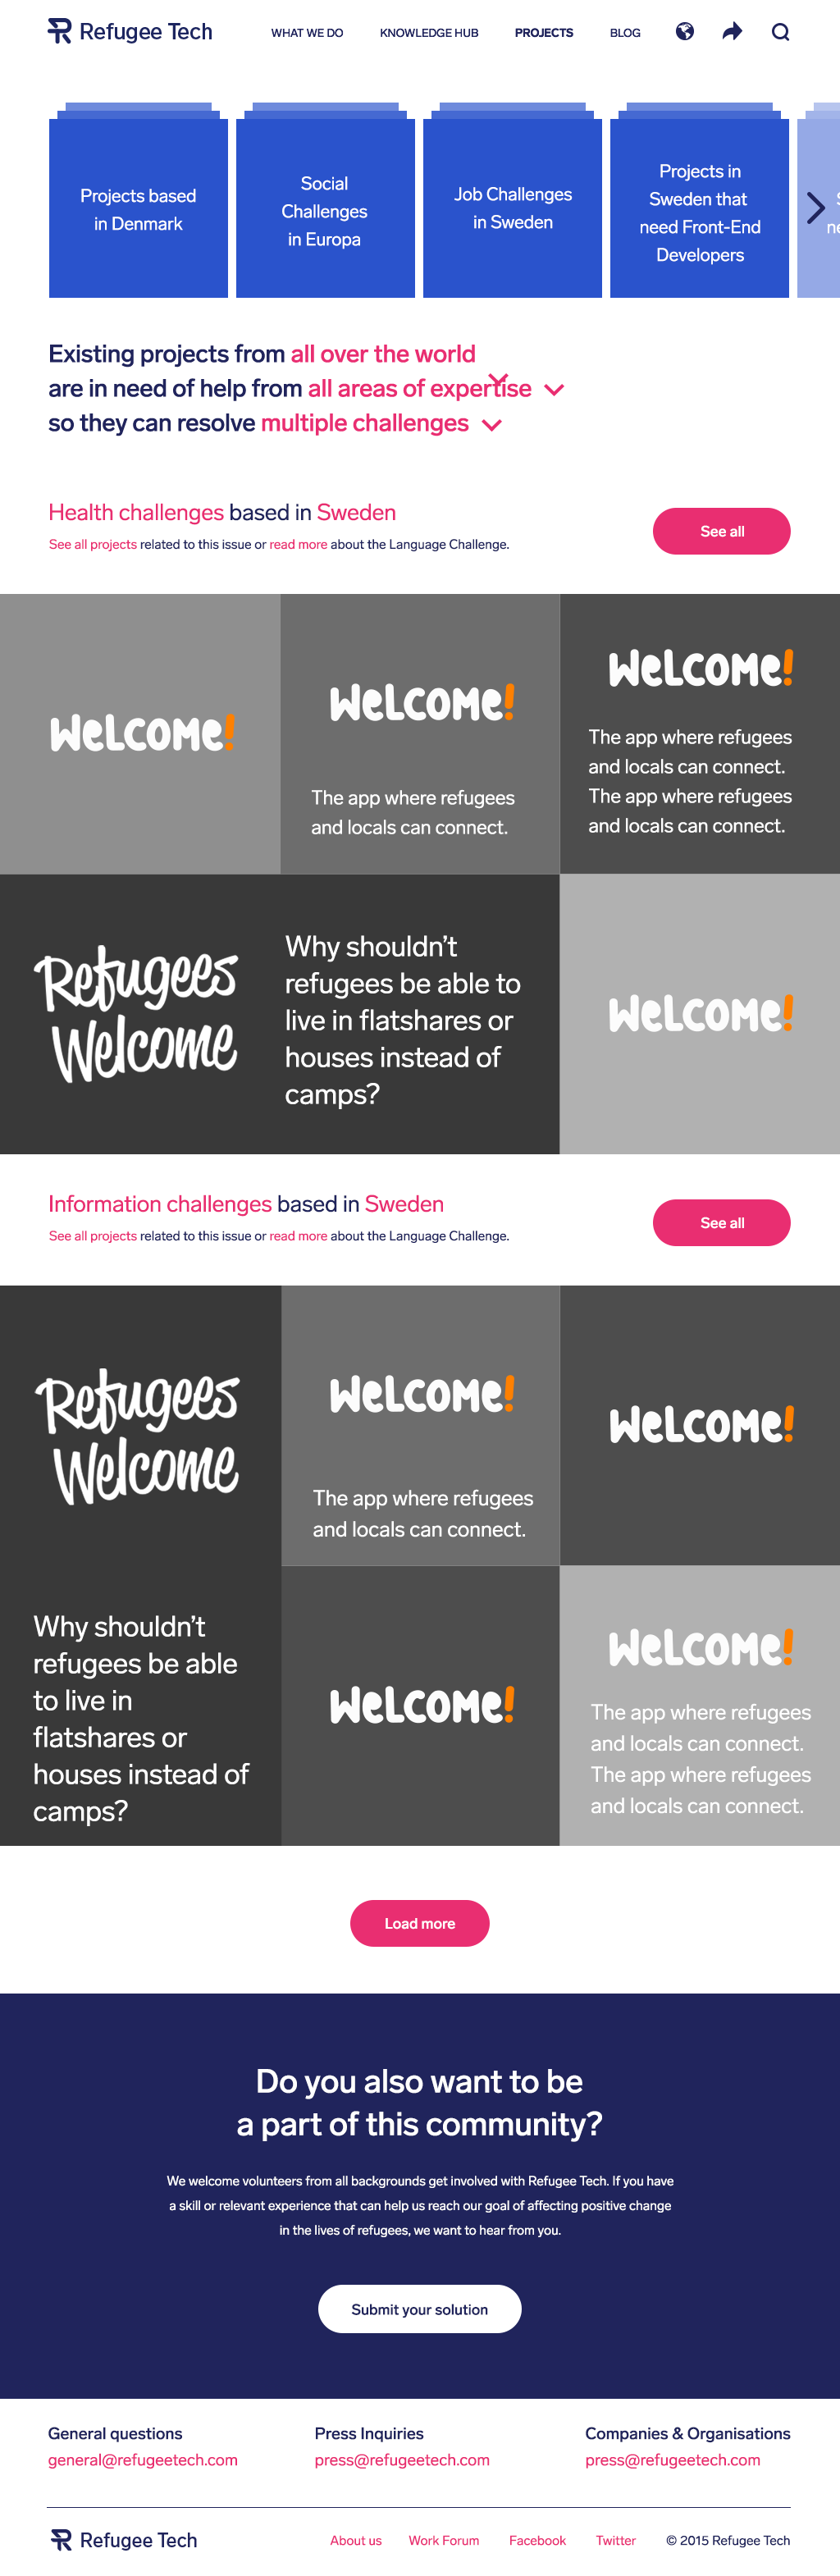 Refugee Tech
WHAT WE DO
KNOWLEDGE HUB
PROJECTS
BLOG
Projects based
in Denmark
Social
Challenges
in Europa
Job Challenges
in Sweden
Projects in
Sweden that
need Front-End
Developers
Existing projects from all over the world
are in need of help from all areas of expertise
so they can resolve multiple challenges
Health challenges based in Sweden
See all projects related to this issue or read more about the Language Challenge.
See all
WeLCOMe!
WeLCOMe!
The app where refugees
and locals can connect.
WeLCOMe!
The app where refugees
and locals can connect.
The app where refugees
and locals can connect.
Refugees
Welcome
Why shouldn’t
refugees be able to
live in flatshares or
houses instead of
camps?
WeLCOMe!
Information challenges based in Sweden
See all projects related to this issue or read more about the Language Challenge.
See all
Refugees
Welcome
Why shouldn’t
refugees be able
to live in
flatshares or
houses instead of
camps?
WeLCOMe!
The app where refugees
and locals can connect.
WeLCOMe!
WeLCOMe!
WeLCOMe!
The app where refugees
and locals can connect.
The app where refugees
and locals can connect.
Load more
Do you also want to be
a part of this community?
We welcome volunteers from all backgrounds get involved with Refugee Tech. If you have
a skill or relevant experience that can help us reach our goal of affecting positive change
in the lives of refugees, we want to hear from you.
Submit your solution
General questions
general@refugeetech.com
Press Inquiries
press@refugeetech.com
Companies & Organisations
press@refugeetech.com
Refugee Tech
About us
Work Forum
Facebook
Twitter
© 2015 Refugee Tech